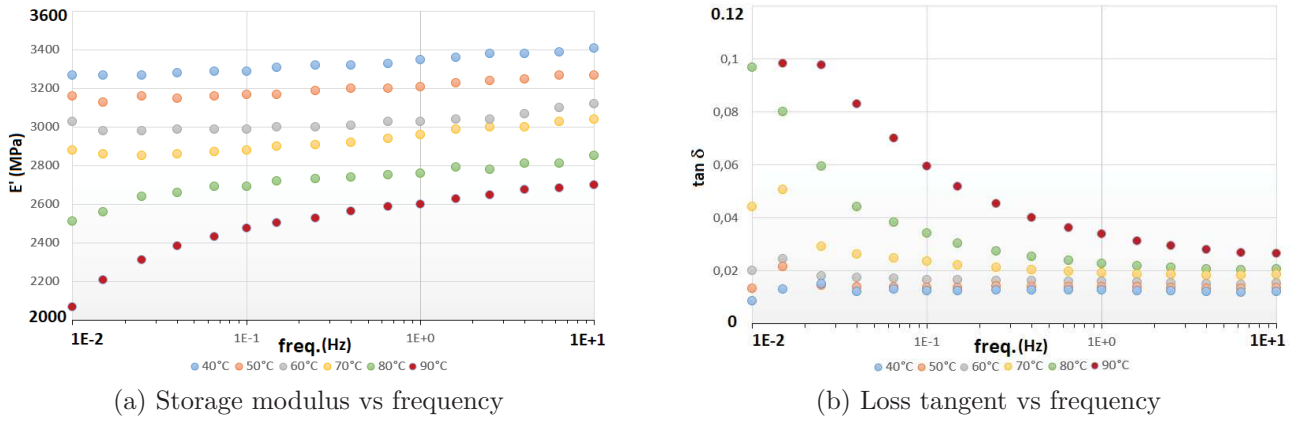 3600
3400
3200
3000
2800
2600
2400
2200
2000
E' (MPa)
1E-2
1E-1
1E+0
1E+1
freq.(Hz)
40°C 50°C 60°C 70°C 80°C 90°C
(a) Storage modulus vs frequency
0.12
0,1
0,08
0,06
0,04
0,02
0
tan δ
1E-2
1E-1
1E+0
1E+1
freq.(Hz)
40°C 50°C 60°C 70°C 80°C 90°C
(b) Loss tangent vs frequency